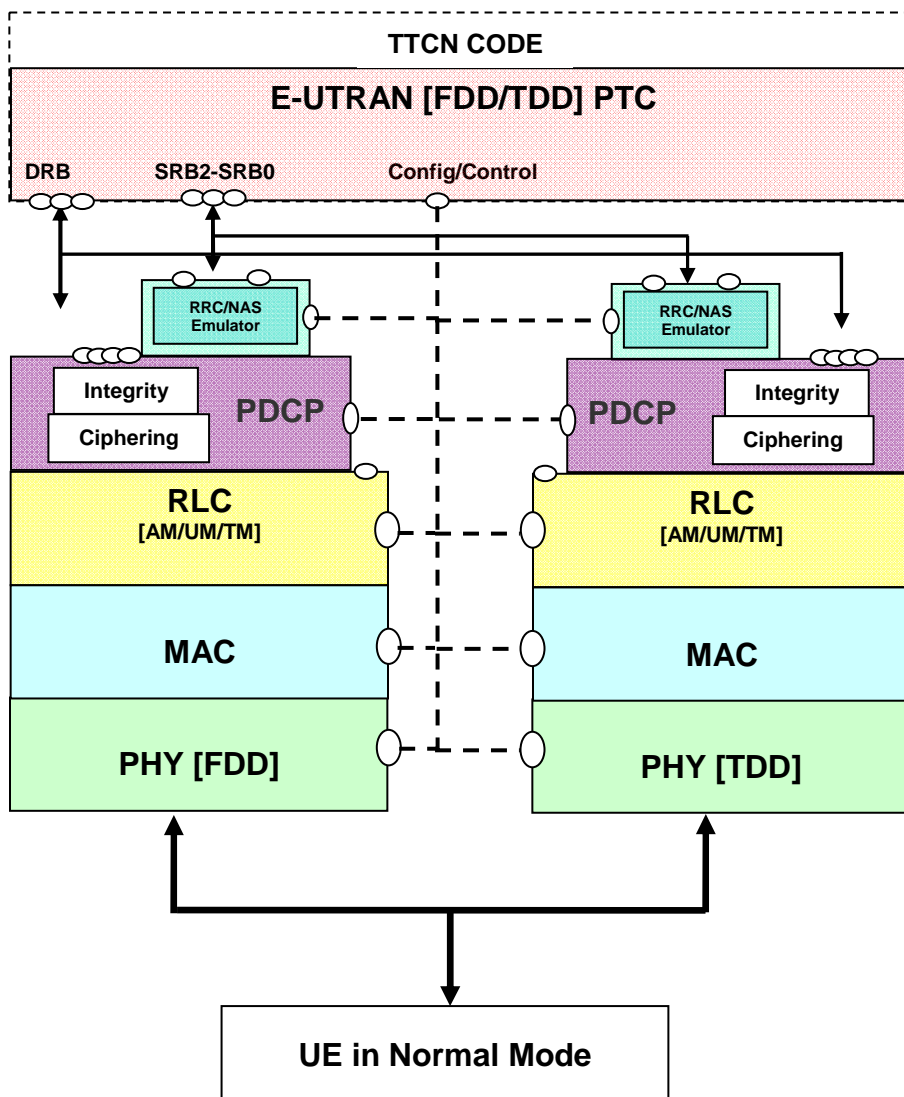 TTCN CODE
E-UTRAN [FDD/TDD] PTC
DRB
SRB2-SRB0
Config/Control
RRC/NAS
Emulator
RRC/NAS
Emulator
Integrity
Ciphering
PDCP
PDCP
Integrity
Ciphering
RLC
[AM/UM/TM]
RLC
[AM/UM/TM]
MAC
MAC
PHY [FDD]
PHY [TDD]
UE in Normal Mode